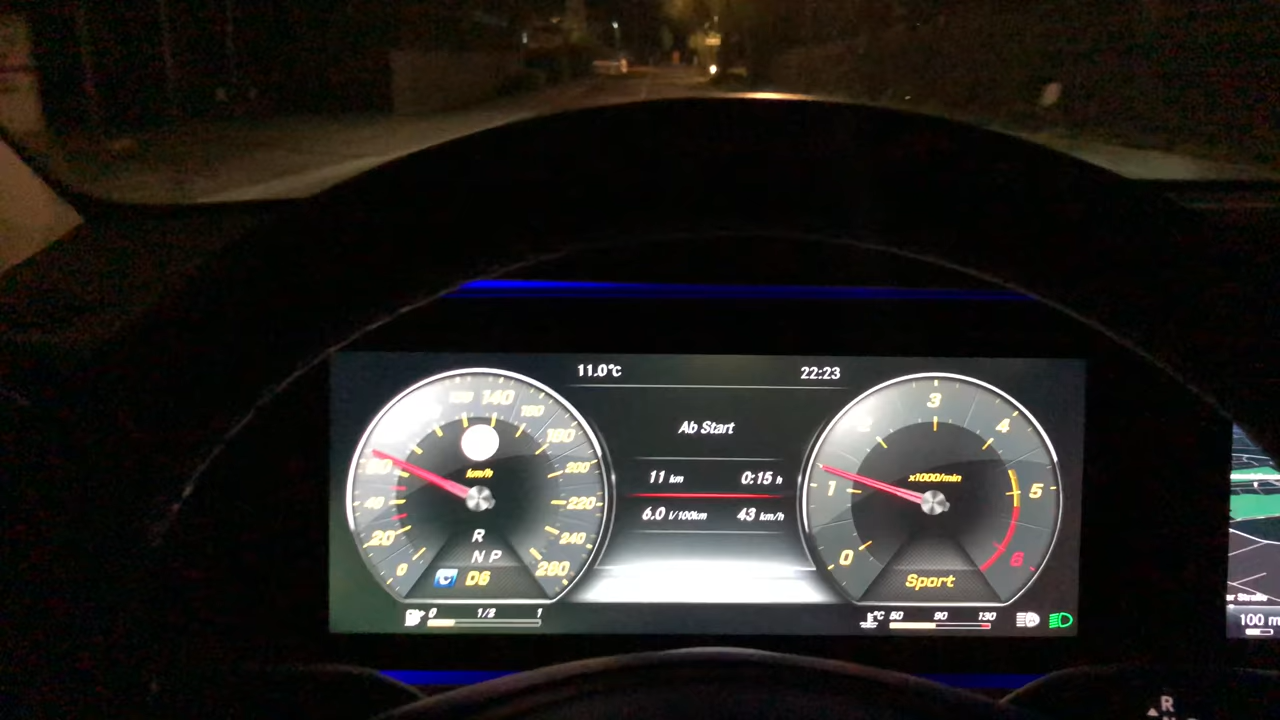 11.0°C 22:23
Ab Start
11 km 0:15 h
6.0 l/100km 43 km/h
140
160
180
200
40 220
20 240
0 260
km/h
R
N P
D6
0 1/2 1
3
4
1 5
0 6
x1000/min
Sport
°C 50 90 130
100 m
R